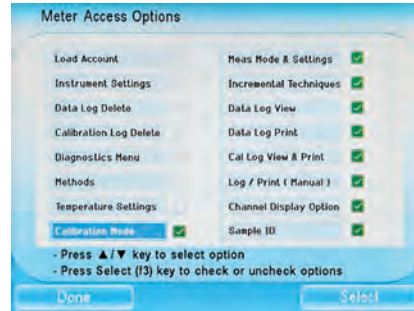 Meter Access Options
Load Account
Instrument Settings
Data Log Delete
Calibration Log Delete
Diagnostics Menu
Methods
Temperature Settings
Calibration Mode
Meas Mode & Settings
Incremental Techniques
Data Log View
Data Log Print
Cal Log View & Print
Log / Print ( Manual )
Channel Display Option
Sample ID
- Press ▲/▼ key to select option
- Press Select (f3) key to check or uncheck options
Done
Select